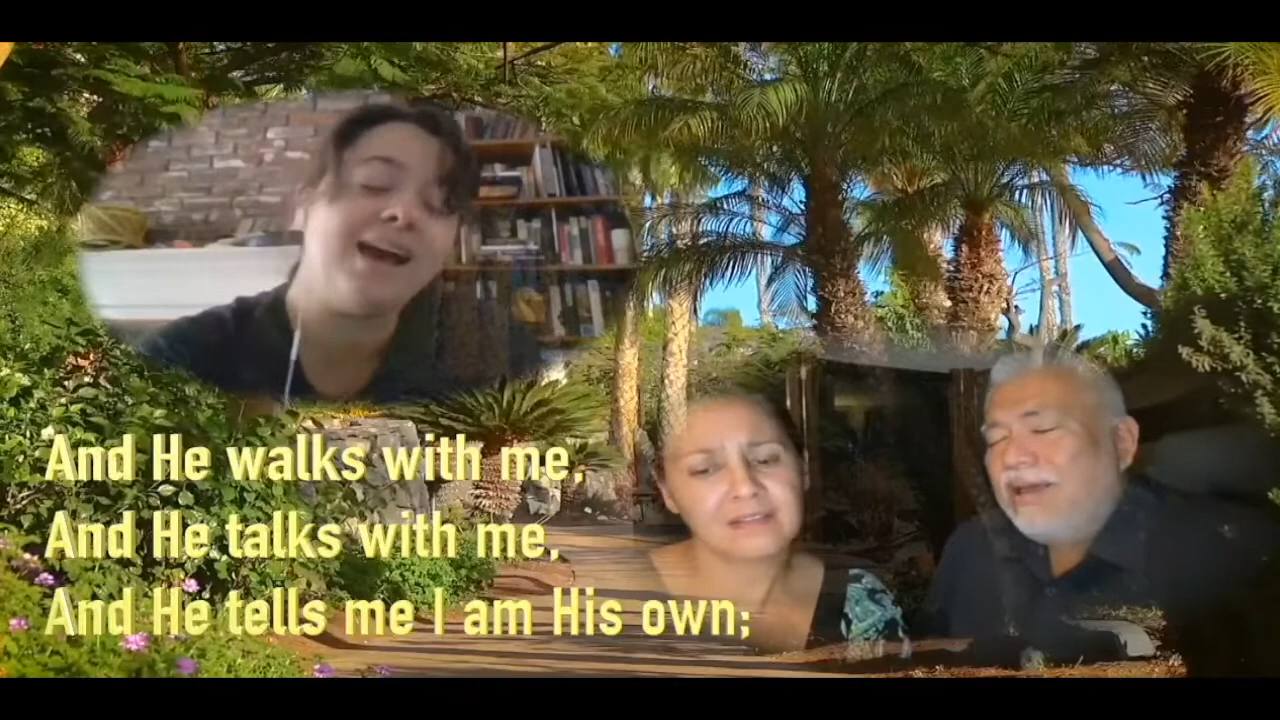 And He walks with me,
And He talks with me,
And He tells me I am His own;